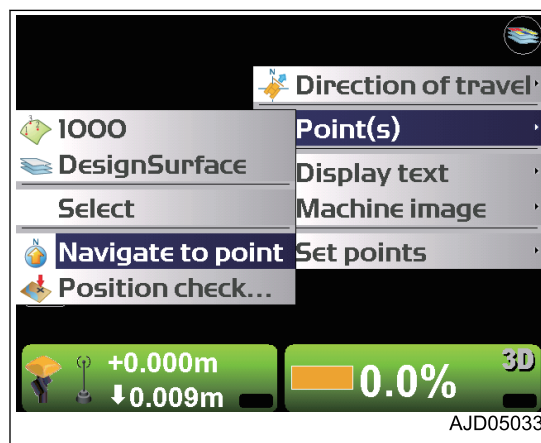 N
Direction of travel
1000
Point(s)
DesignSurface
Display text
Select
Machine image
N
Navigate to point
Set points
Position check...
+0.000m
0.009m
0.0%
3D
AJD05033